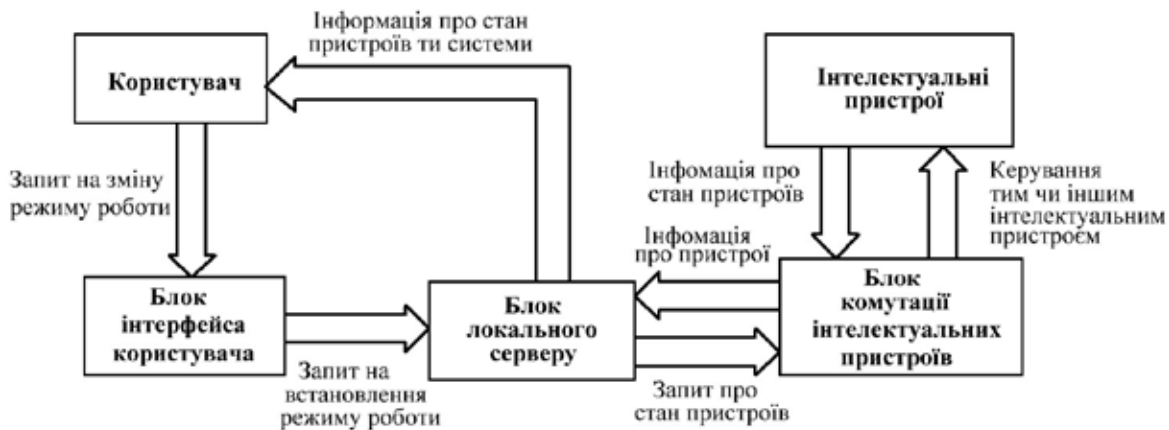 Інформація про стан
пристроїв ти системи
Користувач
Інтелектуальні
пристрої
Запит на зміну
режиму роботи
Інфомація про
стан пристроїв
Керування
тим чи іншим
інтелектуальним
пристроєм
Інфомація
про пристрої
Блок
інтерфейса
користувача
Блок
локального
серверу
Блок
комутації
інтелектуальних
пристроїв
Запит на
встановлення
режиму роботи
Запит про
стан пристроїв